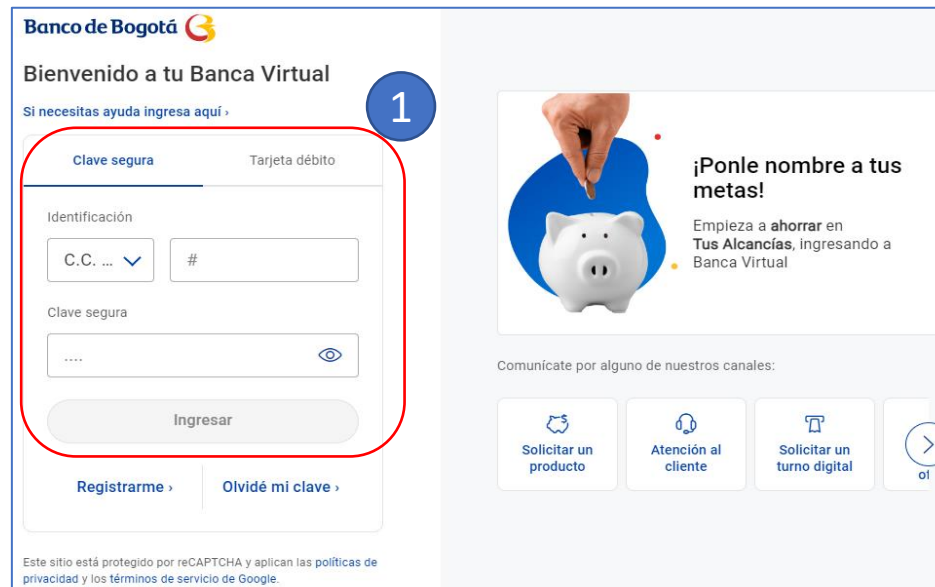 Banco de Bogotá
Bienvenido a tu Banca Virtual
Si necesitas ayuda ingresa aquí ›
1
Clave segura
Tarjeta débito
Identificación
C.C. ...
#
Clave segura
....
Ingresar
Registrarme ›
Olvidé mi clave ›
Este sitio está protegido por reCAPTCHA y aplican las políticas de
privacidad y los términos de servicio de Google.
¡Ponle nombre a tus
metas!
Empieza a ahorrar en
Tus Alcancías, ingresando a
Banca Virtual
Comunícate por alguno de nuestros canales:
Solicitar un
producto
Atención al
cliente
Solicitar un
turno digital